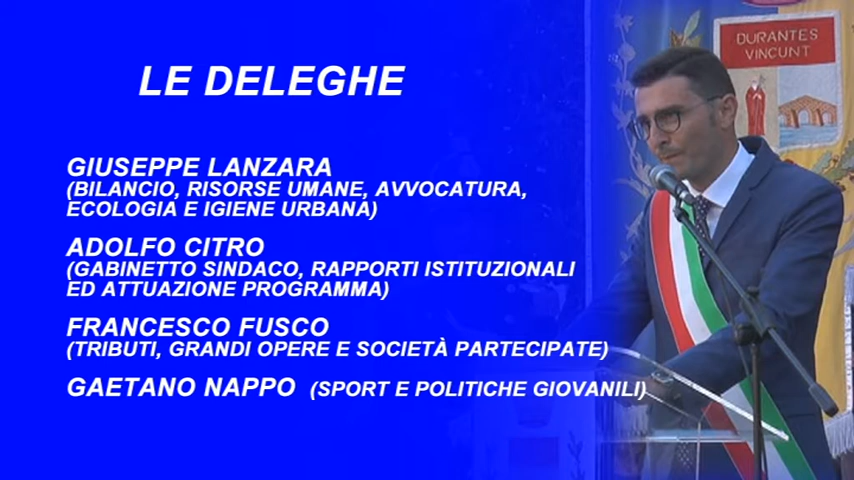 LE DELEGHE
DURANTES
VINCUNT
GIUSEPPE LANZARA
(BILANCIO, RISORSE UMANE, AVVOCATURA,
ECOLOGIA E IGIENE URBANA)
ADOLFO CITRO
(GABINETTO SINDACO, RAPPORTI ISTITUZIONALI
ED ATTUAZIONE PROGRAMMA)
FRANCESCO FUSCO
(TRIBUTI, GRANDI OPERE E SOCIETÀ PARTECIPATE)
GAETANO NAPPO (SPORT E POLITICHE GIOVANILI)